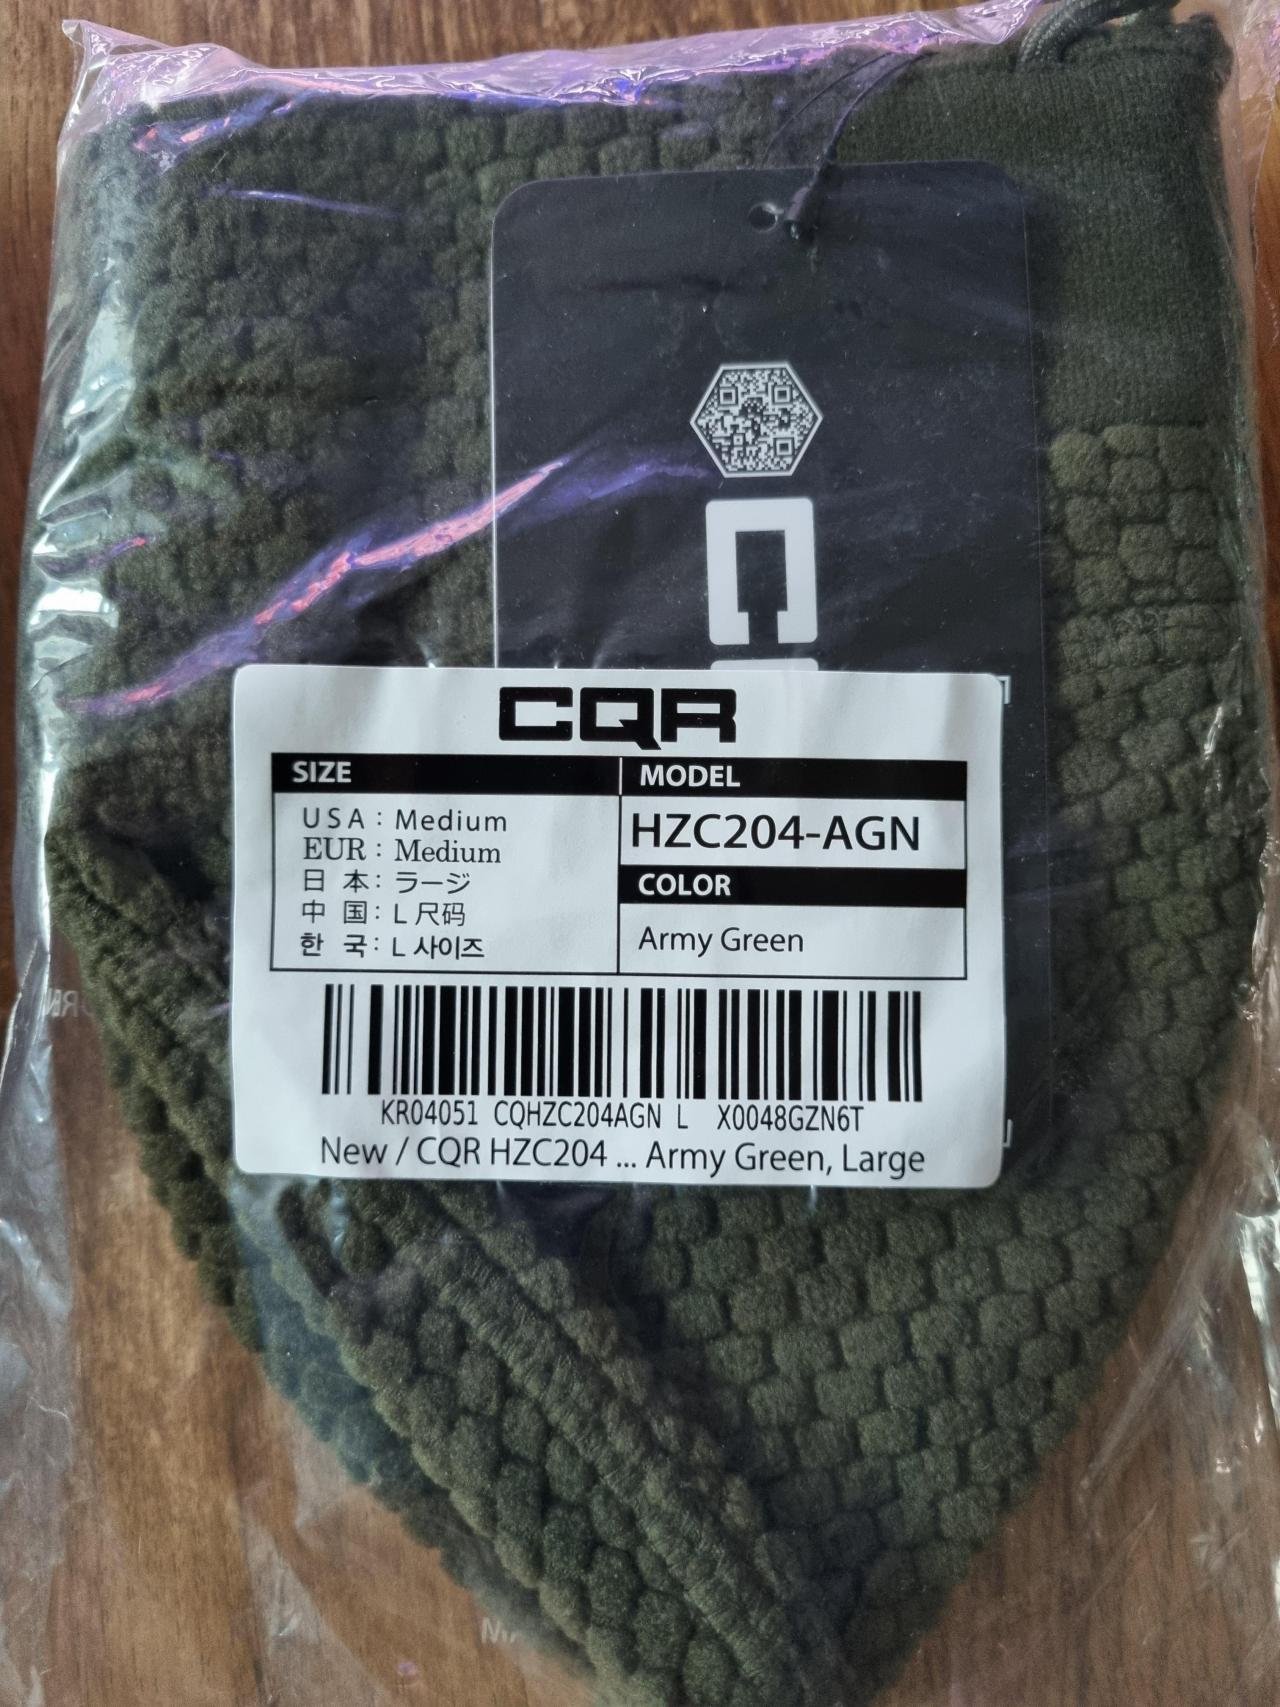 CQR
SIZE
MODEL
USA : Medium
EUR : Medium
日 本 : ラージ
中 国 : L 尺码
한 국 : L 사이즈
HZC204-AGN
COLOR
Army Green
KR04051 CQHZC204AGN L X0048GZN6T
New / CQR HZC204 ... Army Green, Large